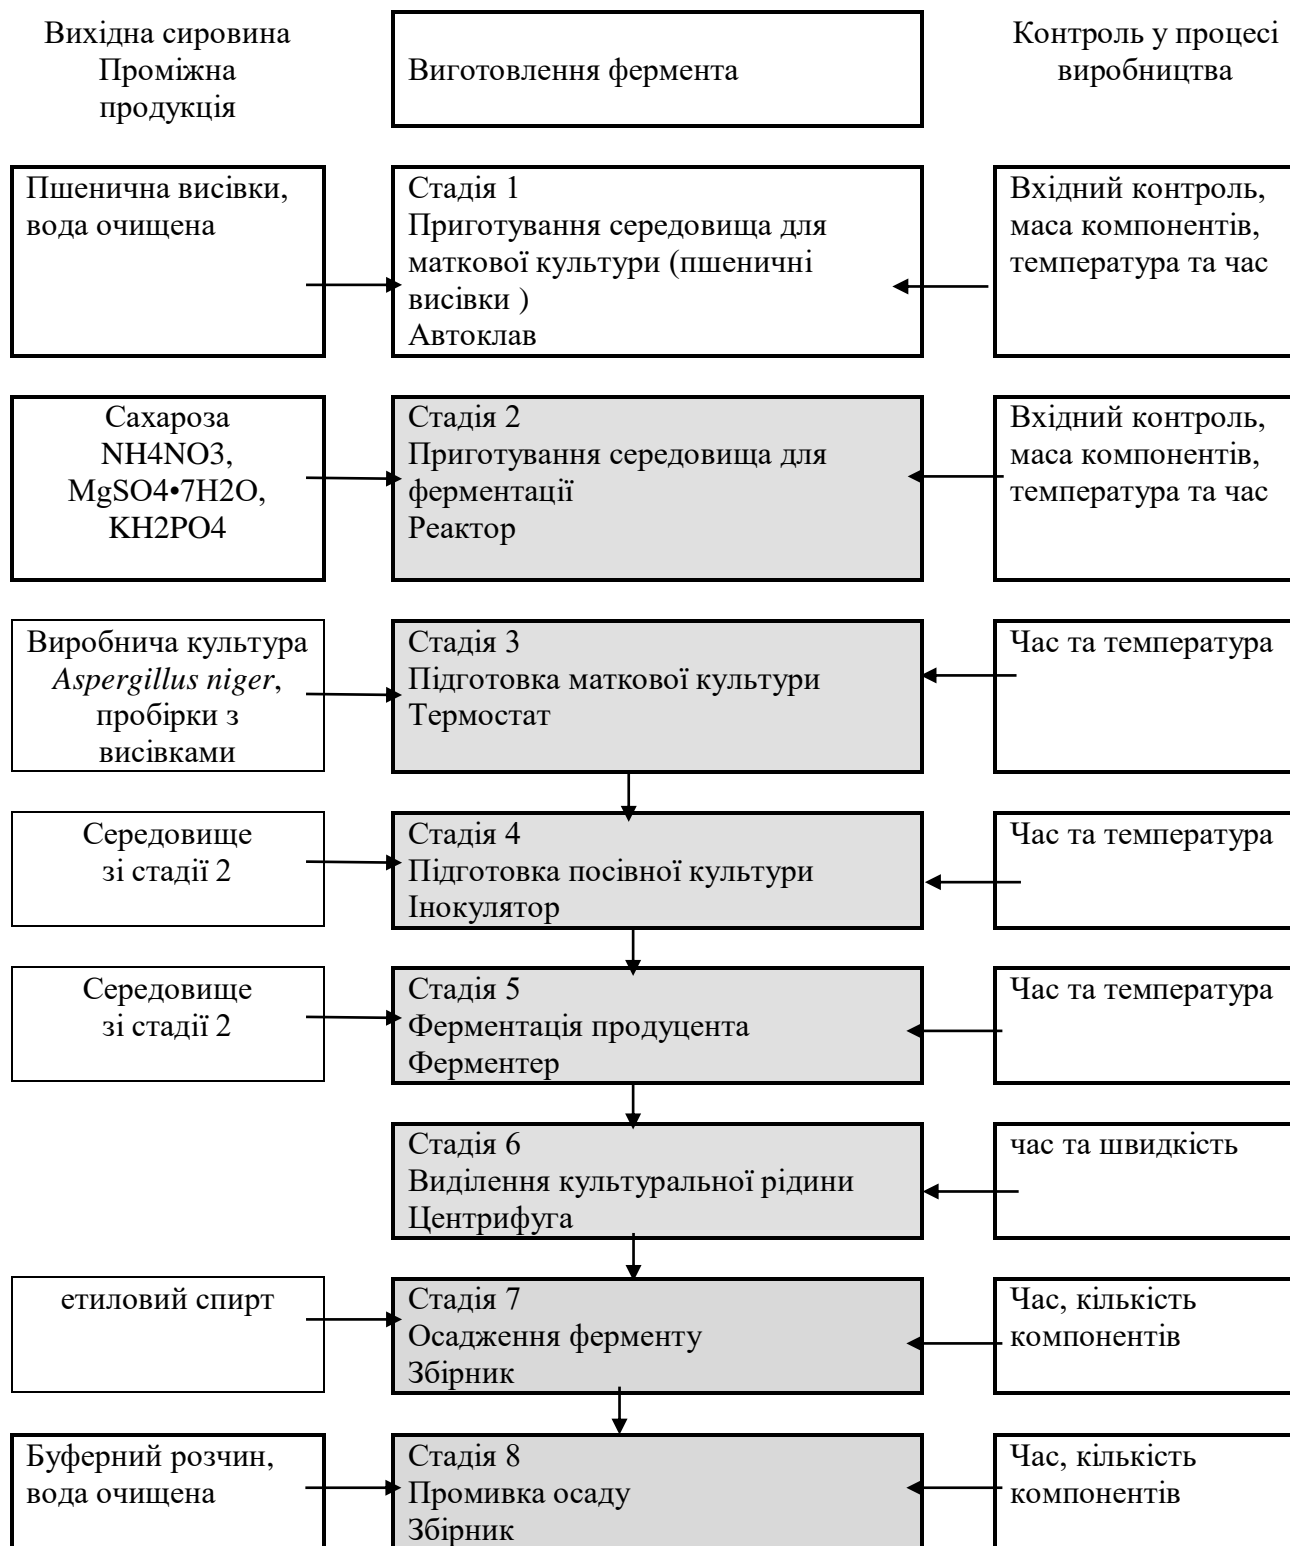 Вихідна сировина
Проміжна
продукція
Виготовлення фермента
Контроль у процесі
виробництва
Пшенична висівки,
вода очищена
Стадія 1
Приготування середовища для
маткової культури (пшеничні
висівки )
Автоклав
Вхідний контроль,
маса компонентів,
температура та час
Сахароза
NH4NO3,
MgSO4•7H2O,
KH2PO4
Стадія 2
Приготування середовища для
ферментації
Реактор
Вхідний контроль,
маса компонентів,
температура та час
Виробнича культура
Aspergillus niger,
пробірки з
висівками
Стадія 3
Підготовка маткової культури
Термостат
Час та температура
Середовище
зі стадії 2
Стадія 4
Підготовка посівної культури
Інокулятор
Час та температура
Середовище
зі стадії 2
Стадія 5
Ферментація продуцента
Ферментер
Час та температура
Стадія 6
Виділення культуральної рідини
Центрифуга
час та швидкість
етиловий спирт
Стадія 7
Осадження ферменту
Збірник
Час, кількість
компонентів
Буферний розчин,
вода очищена
Стадія 8
Промивка осаду
Збірник
Час, кількість
компонентів